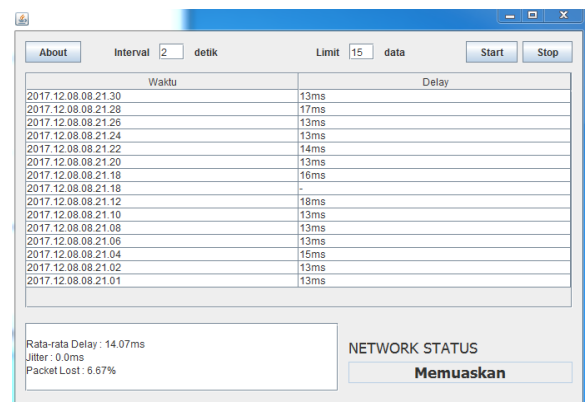 About Interval 2 detik Limit 15 data Start Stop
Waktu Delay
2017.12.08.08.21.30 13ms
2017.12.08.08.21.28 17ms
2017.12.08.08.21.26 13ms
2017.12.08.08.21.24 13ms
2017.12.08.08.21.22 14ms
2017.12.08.08.21.20 13ms
2017.12.08.08.21.18 16ms
2017.12.08.08.21.18 -
2017.12.08.08.21.12 18ms
2017.12.08.08.21.10 13ms
2017.12.08.08.21.08 13ms
2017.12.08.08.21.06 13ms
2017.12.08.08.21.04 15ms
2017.12.08.08.21.02 13ms
2017.12.08.08.21.01 13ms
Rata-rata Delay : 14.07ms
Jitter : 0.0ms
Packet Lost : 6.67%
NETWORK STATUS
Memuaskan